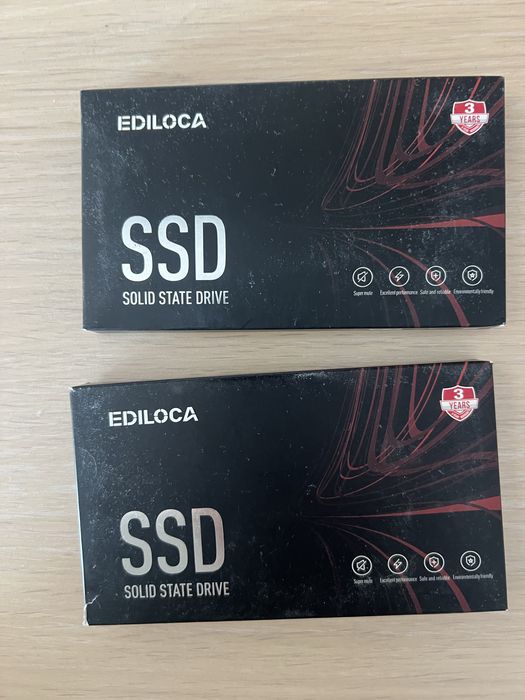 EDILOCA
3
YEARS
SSD
SOLID STATE DRIVE
Super mute Excellent performance Safe and reliable Environmentally friendly
EDILOCA
3
YEARS
SSD
SOLID STATE DRIVE
Super mute Excellent performance Safe and reliable Environmentally friendly